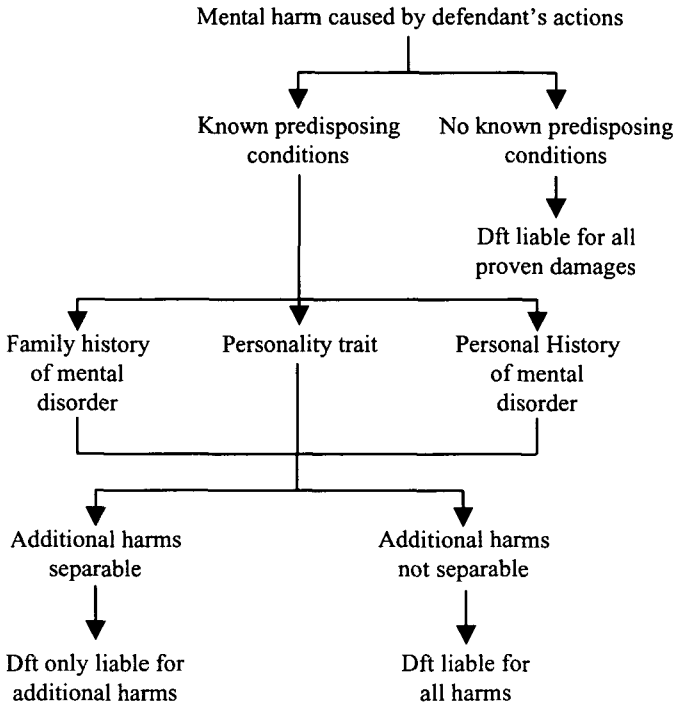 Mental harm caused by defendant's actions
Known predisposing
conditions
No known predisposing
conditions
Dft liable for all
proven damages
Family history
of mental
disorder
Personality trait
Personal History
of mental
disorder
Additional harms
separable
Additional harms
not separable
Dft only liable for
additional harms
Dft liable for
all harms